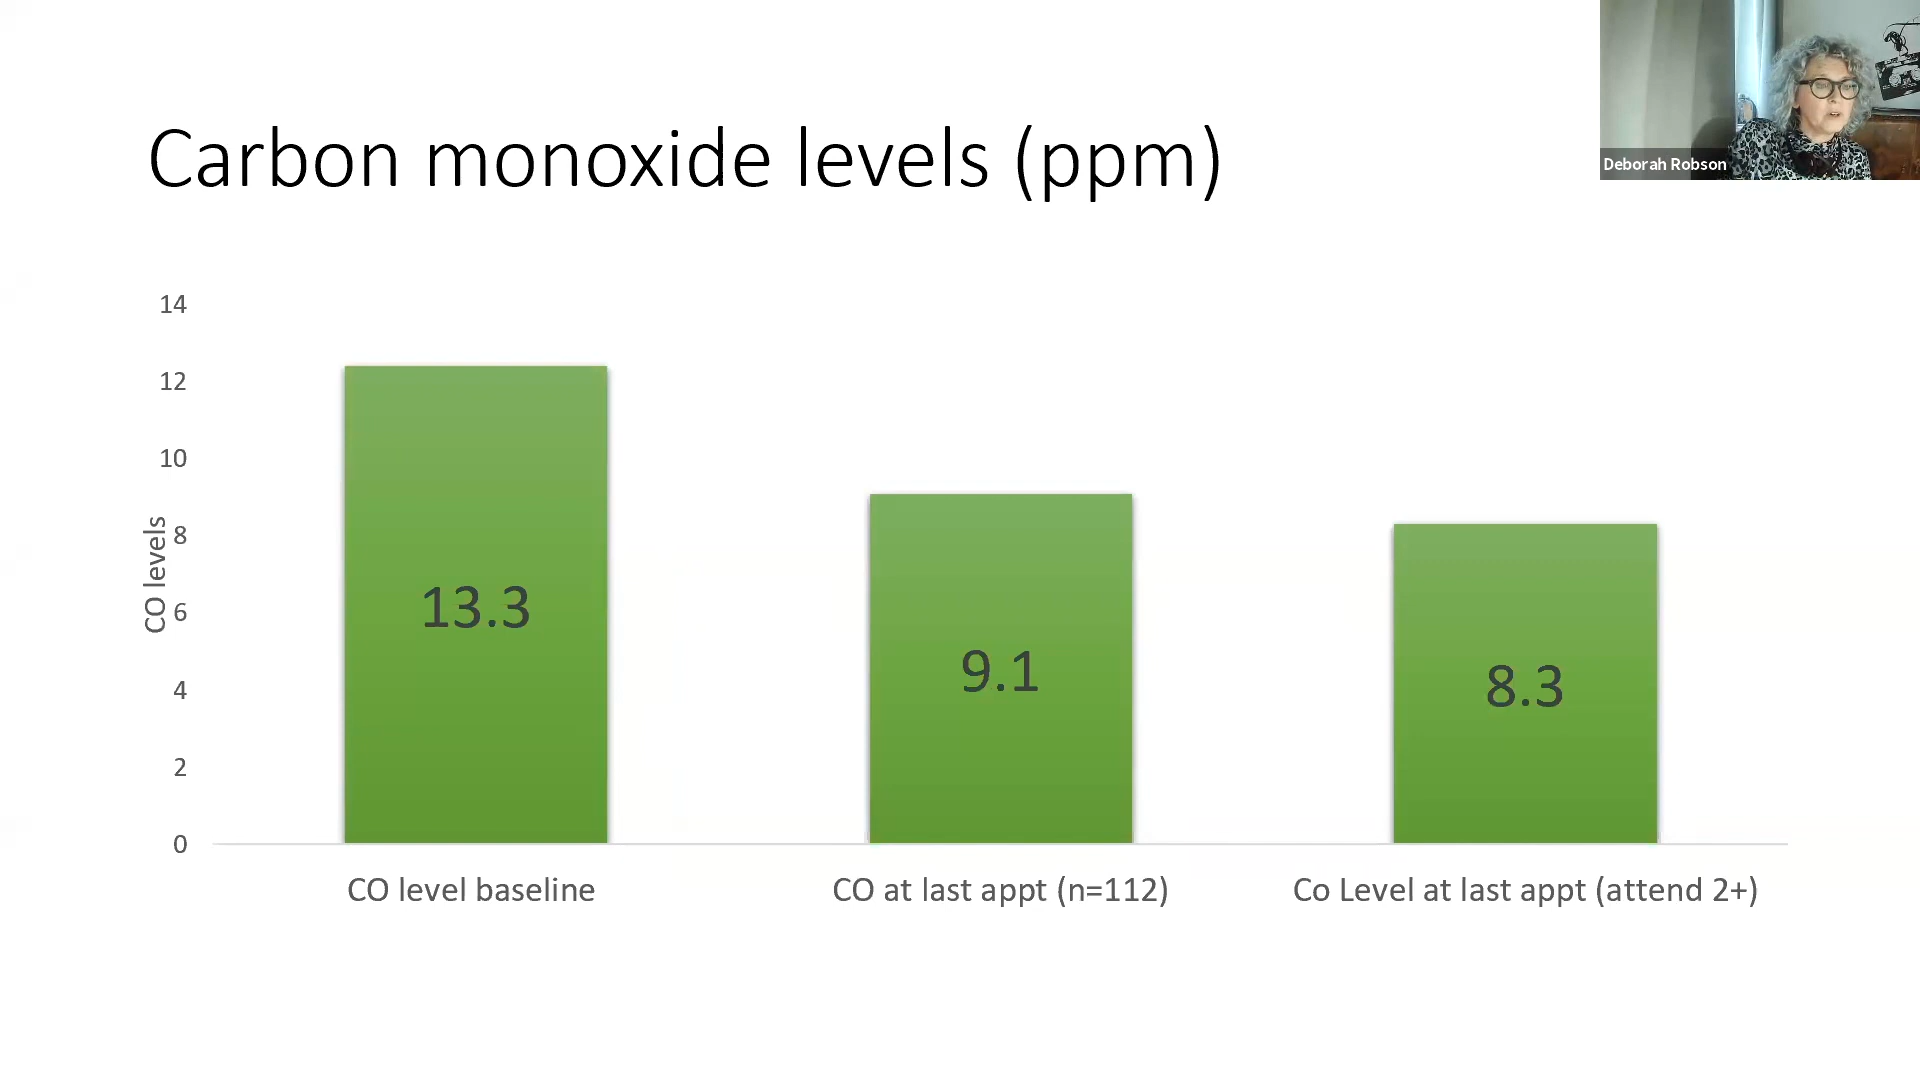 Carbon monoxide levels (ppm)
Deborah Robson
14
12
10
8
6
4
2
0
CO levels
13.3
9.1
8.3
CO level baseline
CO at last appt (n=112)
Co Level at last appt (attend 2+)